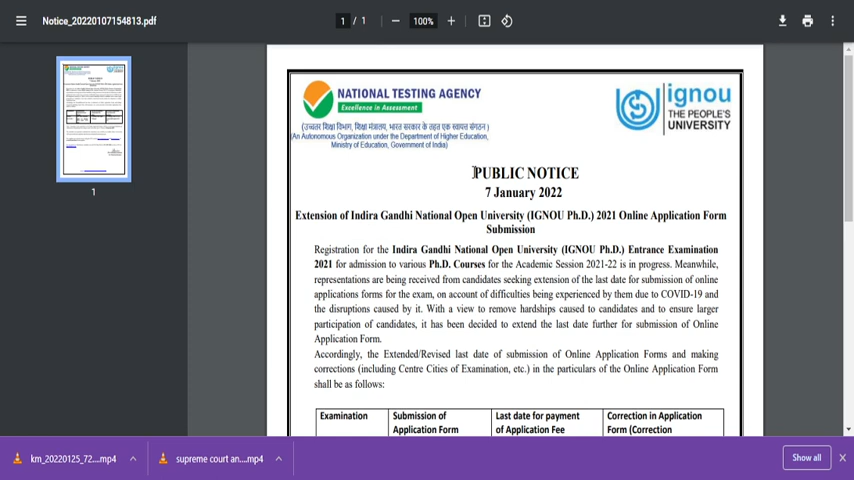 Notice_20220107154813.pdf
1 / 1
100%
NATIONAL TESTING AGENCY
Excellence in Assessment
(उच्चतर शिक्षा विभाग, शिक्षा मंत्रालय, भारत सरकार के तहत एक स्वायत्त संगठन)
(An Autonomous Organization under the Department of Higher Education,
Ministry of Education, Government of India)
ignou
THE PEOPLE'S
UNIVERSITY
PUBLIC NOTICE
7 January 2022
Extension of Indira Gandhi National Open University (IGNOU Ph.D.) 2021 Online Application Form
Submission
Registration for the Indira Gandhi National Open University (IGNOU Ph.D.) Entrance Examination
2021 for admission to various Ph.D. Courses for the Academic Session 2021-22 is in progress. Meanwhile,
representations are being received from candidates seeking extension of the last date for submission of online
applications forms for the exam, on account of difficulties being experienced by them due to COVID-19 and
the disruptions caused by it. With a view to remove hardships caused to candidates and to ensure larger
participation of candidates, it has been decided to extend the last date further for submission of Online
Application Form.
Accordingly, the Extended/Revised last date of submission of Online Application Forms and making
corrections (including Centre Cities of Examination, etc.) in the particulars of the Online Application Form
shall be as follows:
Examination
Submission of
Application Form
Last date for payment
of Application Fee
Correction in Application
Form (Correction
1
km_20220125_72....mp4
supreme court an....mp4
Show all